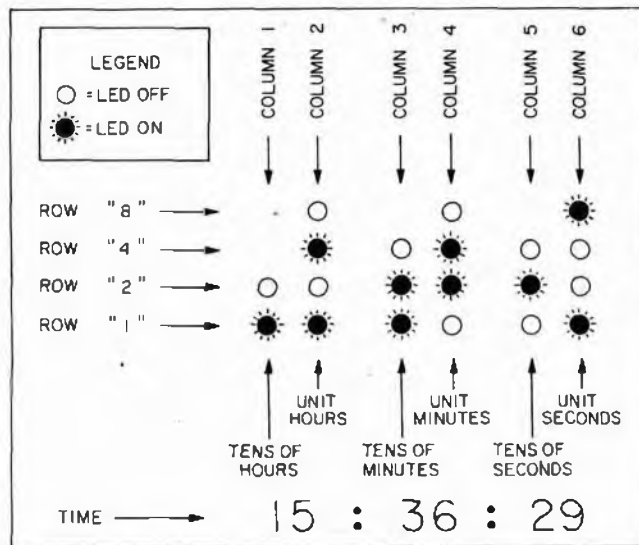 LEGEND
= LED OFF
= LED ON
COLUMN 1
COLUMN 2
COLUMN 3
COLUMN 4
COLUMN 5
COLUMN 6
ROW "8"
ROW "4"
ROW "2"
ROW "1"
UNIT HOURS
UNIT MINUTES
UNIT SECONDS
TENS OF HOURS
TENS OF MINUTES
TENS OF SECONDS
TIME 15 : 36 : 29